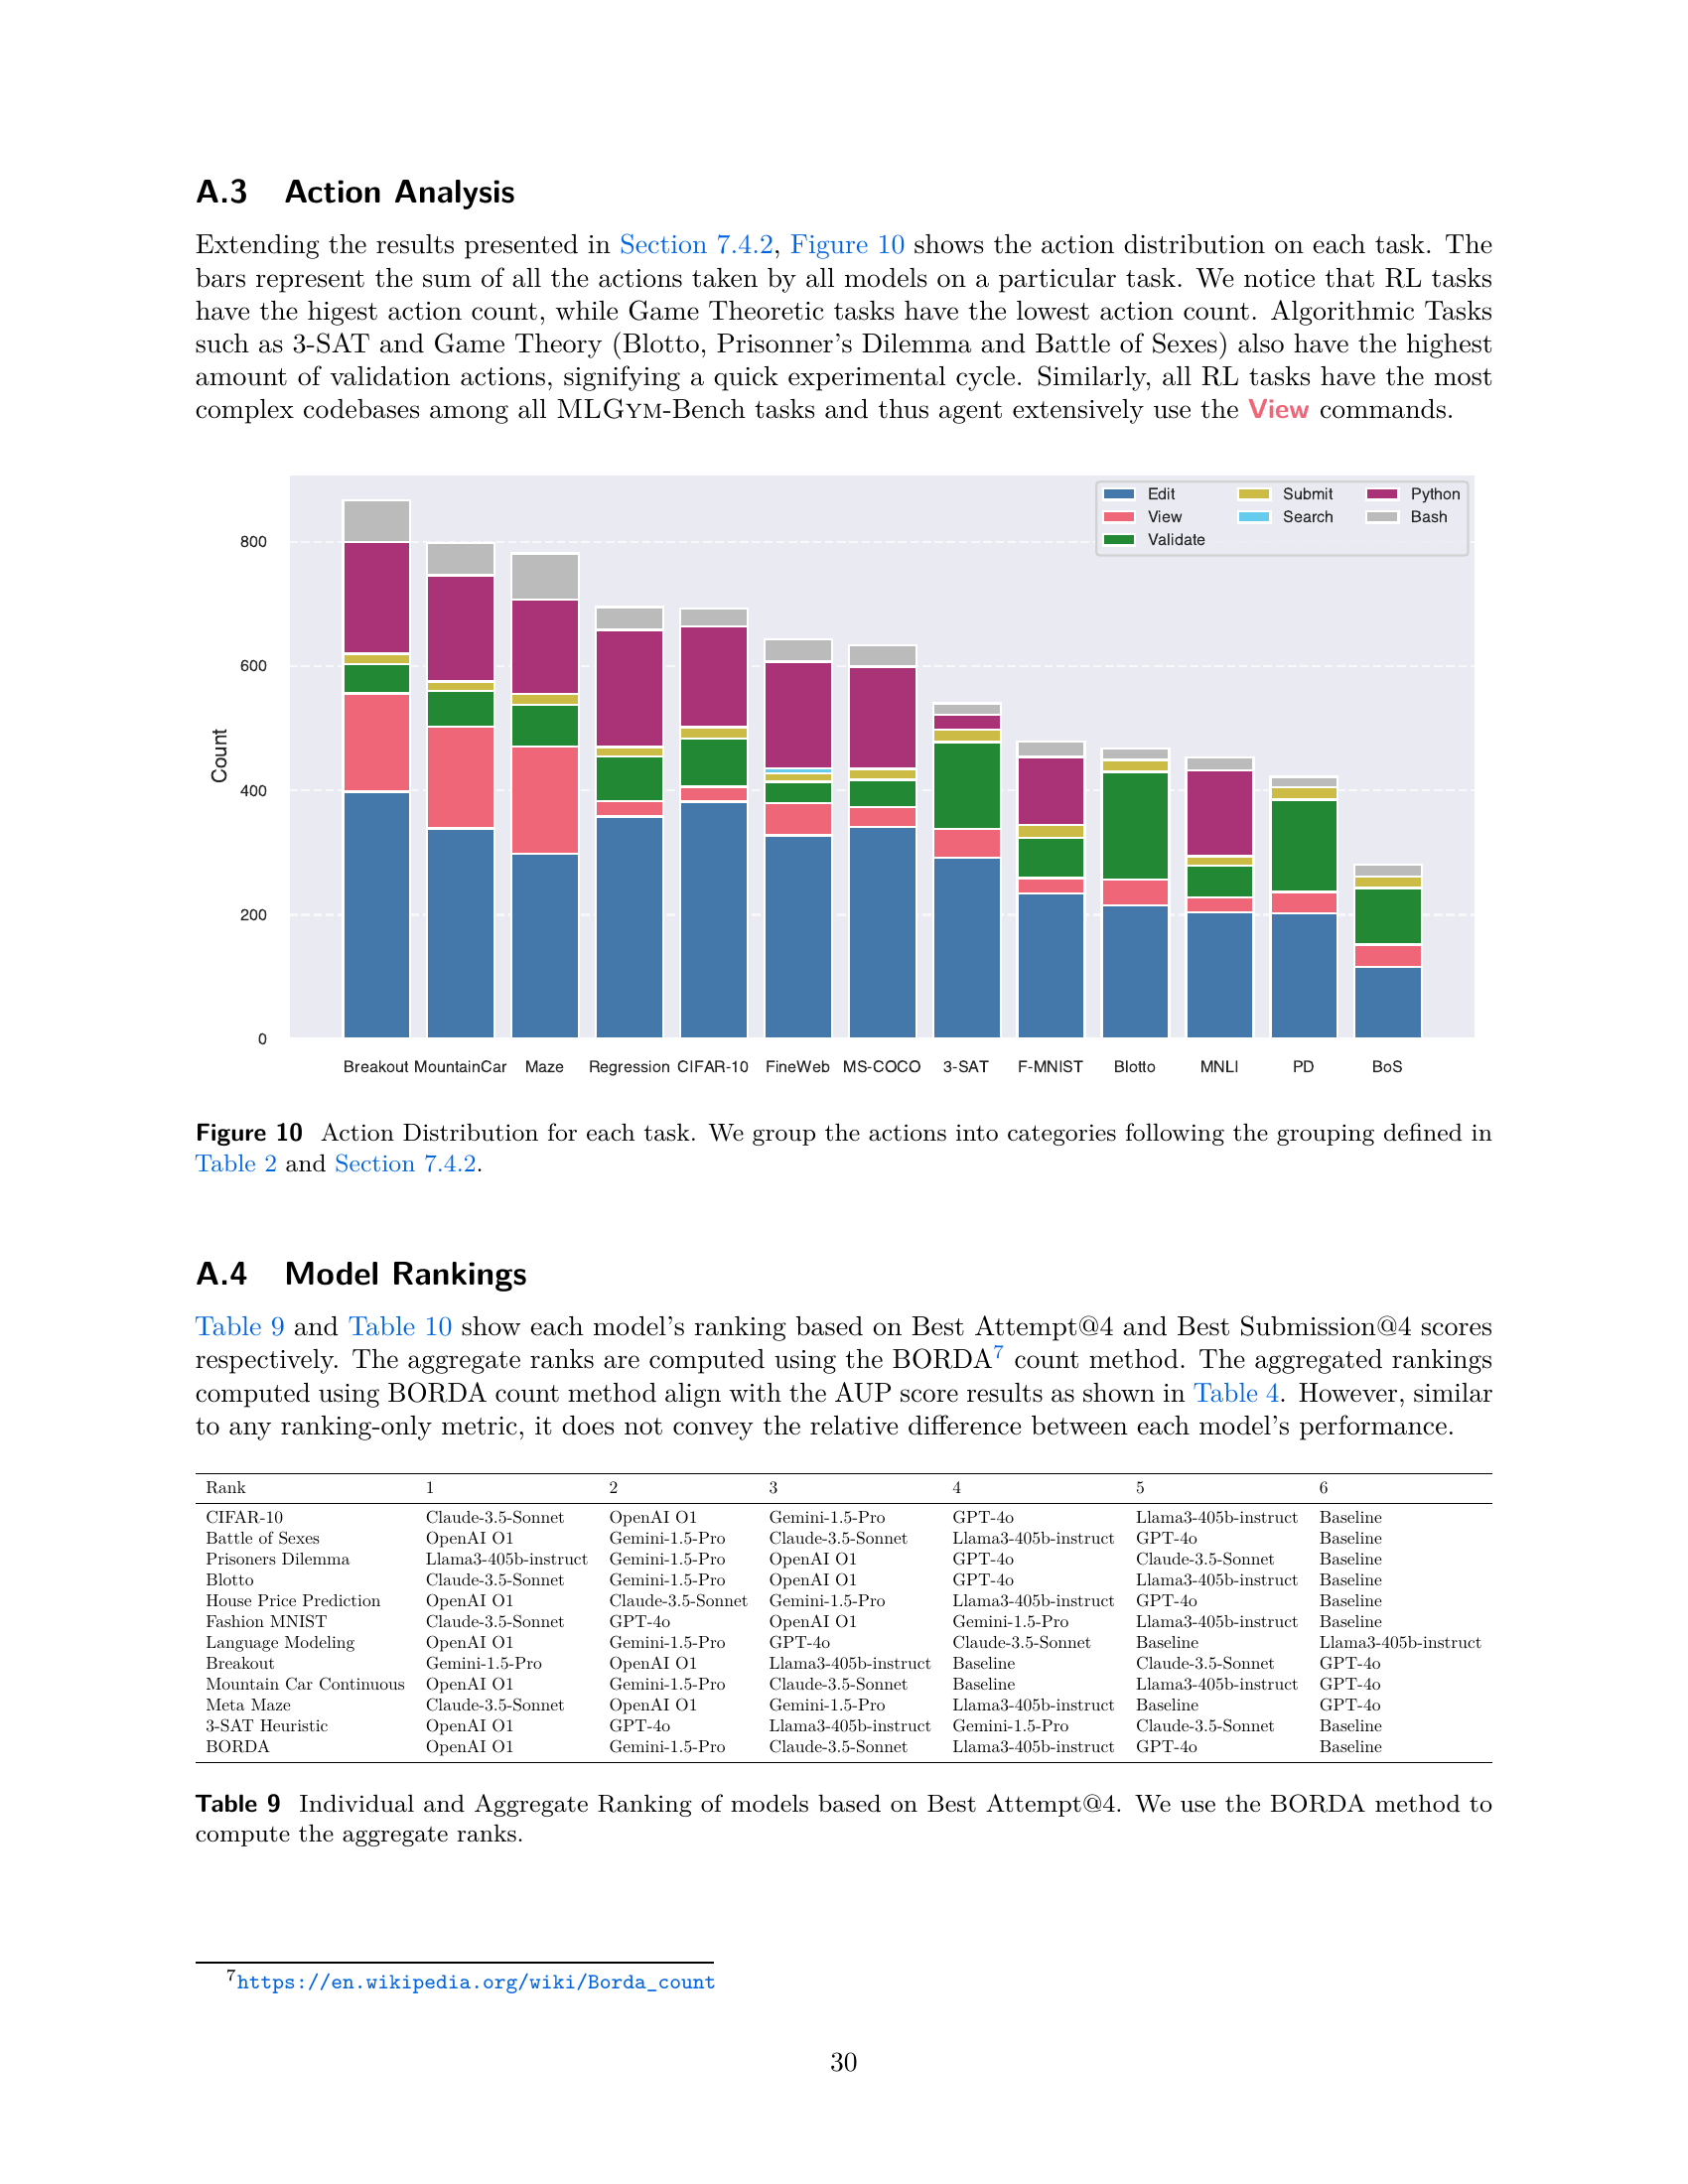 A.3 Action Analysis
Extending the results presented in Section 7.4.2, Figure 10 shows the action distribution on each task. The
bars represent the sum of all the actions taken by all models on a particular task. We notice that RL tasks
have the higest action count, while Game Theoretic tasks have the lowest action count. Algorithmic Tasks
such as 3-SAT and Game Theory (Blotto, Prisonner's Dilemma and Battle of Sexes) also have the highest
amount of validation actions, signifying a quick experimental cycle. Similarly, all RL tasks have the most
complex codebases among all MLGYM-Bench tasks and thus agent extensively use the View commands.
Edit Submit Python
View Search Bash
Validate
Count
800
600
400
200
0
Breakout MountainCar Maze Regression CIFAR-10 FineWeb MS-COCO 3-SAT F-MNIST Blotto MNLI PD BoS
Figure 10 Action Distribution for each task. We group the actions into categories following the grouping defined in
Table 2 and Section 7.4.2.
A.4 Model Rankings
Table 9 and Table 10 show each model's ranking based on Best Attempt@4 and Best Submission@4 scores
respectively. The aggregate ranks are computed using the BORDA7 count method. The aggregated rankings
computed using BORDA count method align with the AUP score results as shown in Table 4. However, similar
to any ranking-only metric, it does not convey the relative difference between each model's performance.
Rank 1 2 3 4 5 6
CIFAR-10 Claude-3.5-Sonnet OpenAI O1 Gemini-1.5-Pro GPT-4o Llama3-405b-instruct Baseline
Battle of Sexes OpenAI O1 Gemini-1.5-Pro Claude-3.5-Sonnet Llama3-405b-instruct GPT-4o Baseline
Prisoners Dilemma Llama3-405b-instruct Gemini-1.5-Pro OpenAI O1 GPT-4o Claude-3.5-Sonnet Baseline
Blotto Claude-3.5-Sonnet Gemini-1.5-Pro OpenAI O1 GPT-4o Llama3-405b-instruct Baseline
House Price Prediction OpenAI O1 Claude-3.5-Sonnet Gemini-1.5-Pro Llama3-405b-instruct GPT-4o Baseline
Fashion MNIST Claude-3.5-Sonnet GPT-4o OpenAI O1 Gemini-1.5-Pro Llama3-405b-instruct Baseline
Language Modeling OpenAI O1 Gemini-1.5-Pro GPT-4o Claude-3.5-Sonnet Baseline Llama3-405b-instruct
Breakout Gemini-1.5-Pro OpenAI O1 Llama3-405b-instruct Baseline Claude-3.5-Sonnet GPT-4o
Mountain Car Continuous OpenAI O1 Gemini-1.5-Pro Claude-3.5-Sonnet Baseline Llama3-405b-instruct GPT-4o
Meta Maze Claude-3.5-Sonnet OpenAI O1 Gemini-1.5-Pro Llama3-405b-instruct Baseline GPT-4o
3-SAT Heuristic OpenAI O1 GPT-4o Llama3-405b-instruct Gemini-1.5-Pro Claude-3.5-Sonnet Baseline
BORDA OpenAI O1 Gemini-1.5-Pro Claude-3.5-Sonnet Llama3-405b-instruct GPT-4o Baseline
Table 9 Individual and Aggregate Ranking of models based on Best Attempt@4. We use the BORDA method to
compute the aggregate ranks.
7https://en.wikipedia.org/wiki/Borda_count
30